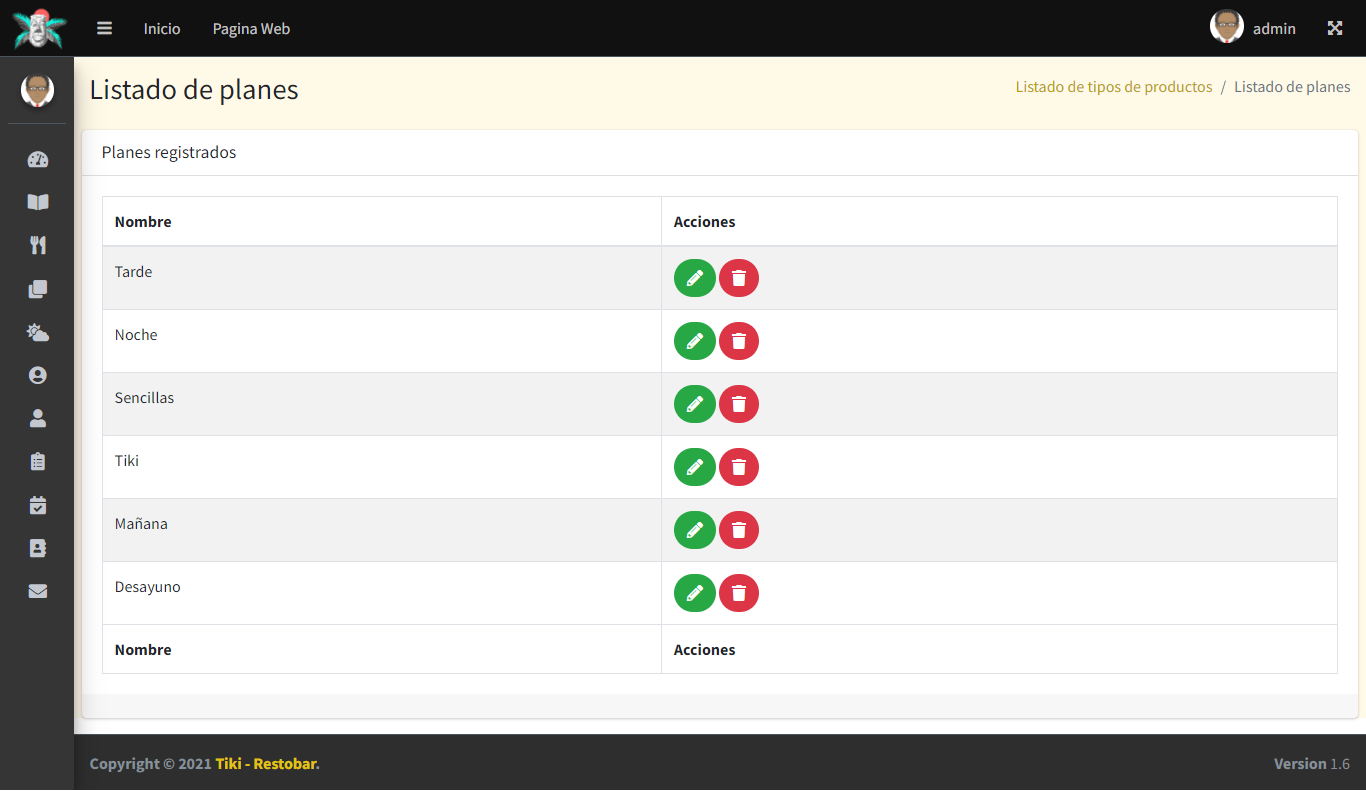 Inicio Pagina Web admin
Listado de planes
Listado de tipos de productos / Listado de planes
Planes registrados
Nombre Acciones
Tarde
Noche
Sencillas
Tiki
Mañana
Desayuno
Nombre Acciones
Copyright © 2021 Tiki - Restobar. Version 1.6